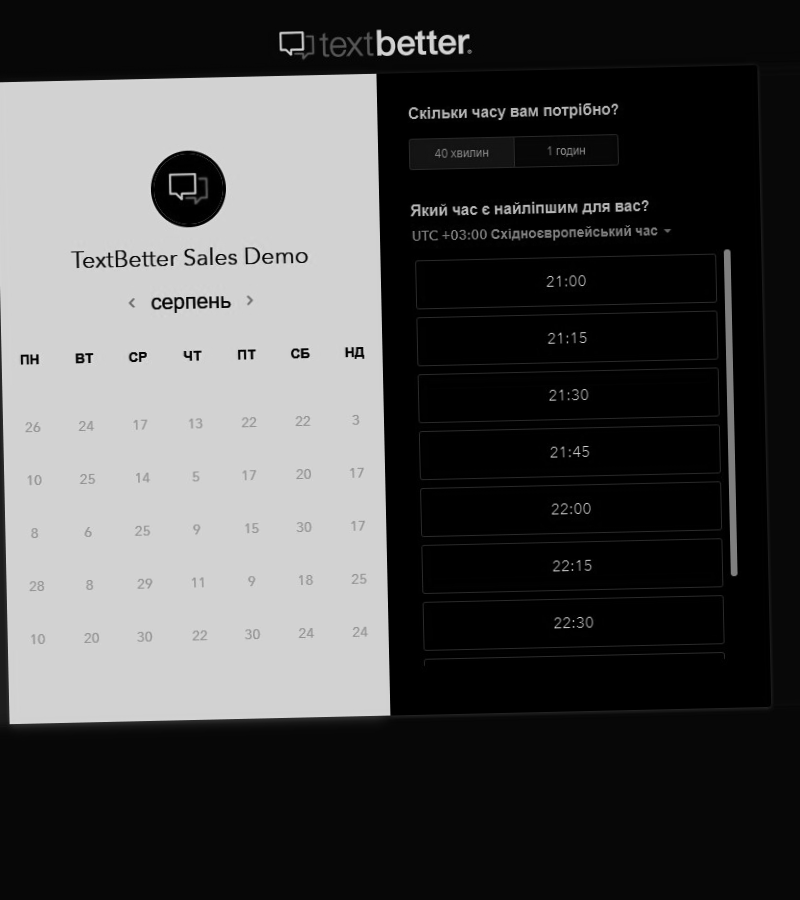 textbetter.
TextBetter Sales Demo
серпень
ПН ВТ СР ЧТ ПТ СБ НД
26 24 17 13 22 22 3
10 25 14 5 17 20 17
8 6 25 9 15 30 17
28 8 29 11 9 18 25
10 20 30 22 30 24 24
Скільки часу вам потрібно?
40 хвилин 1 годин
Який час є найліпшим для вас?
UTC +03:00 Східноєвропейський час
21:00
21:15
21:30
21:45
22:00
22:15
22:30